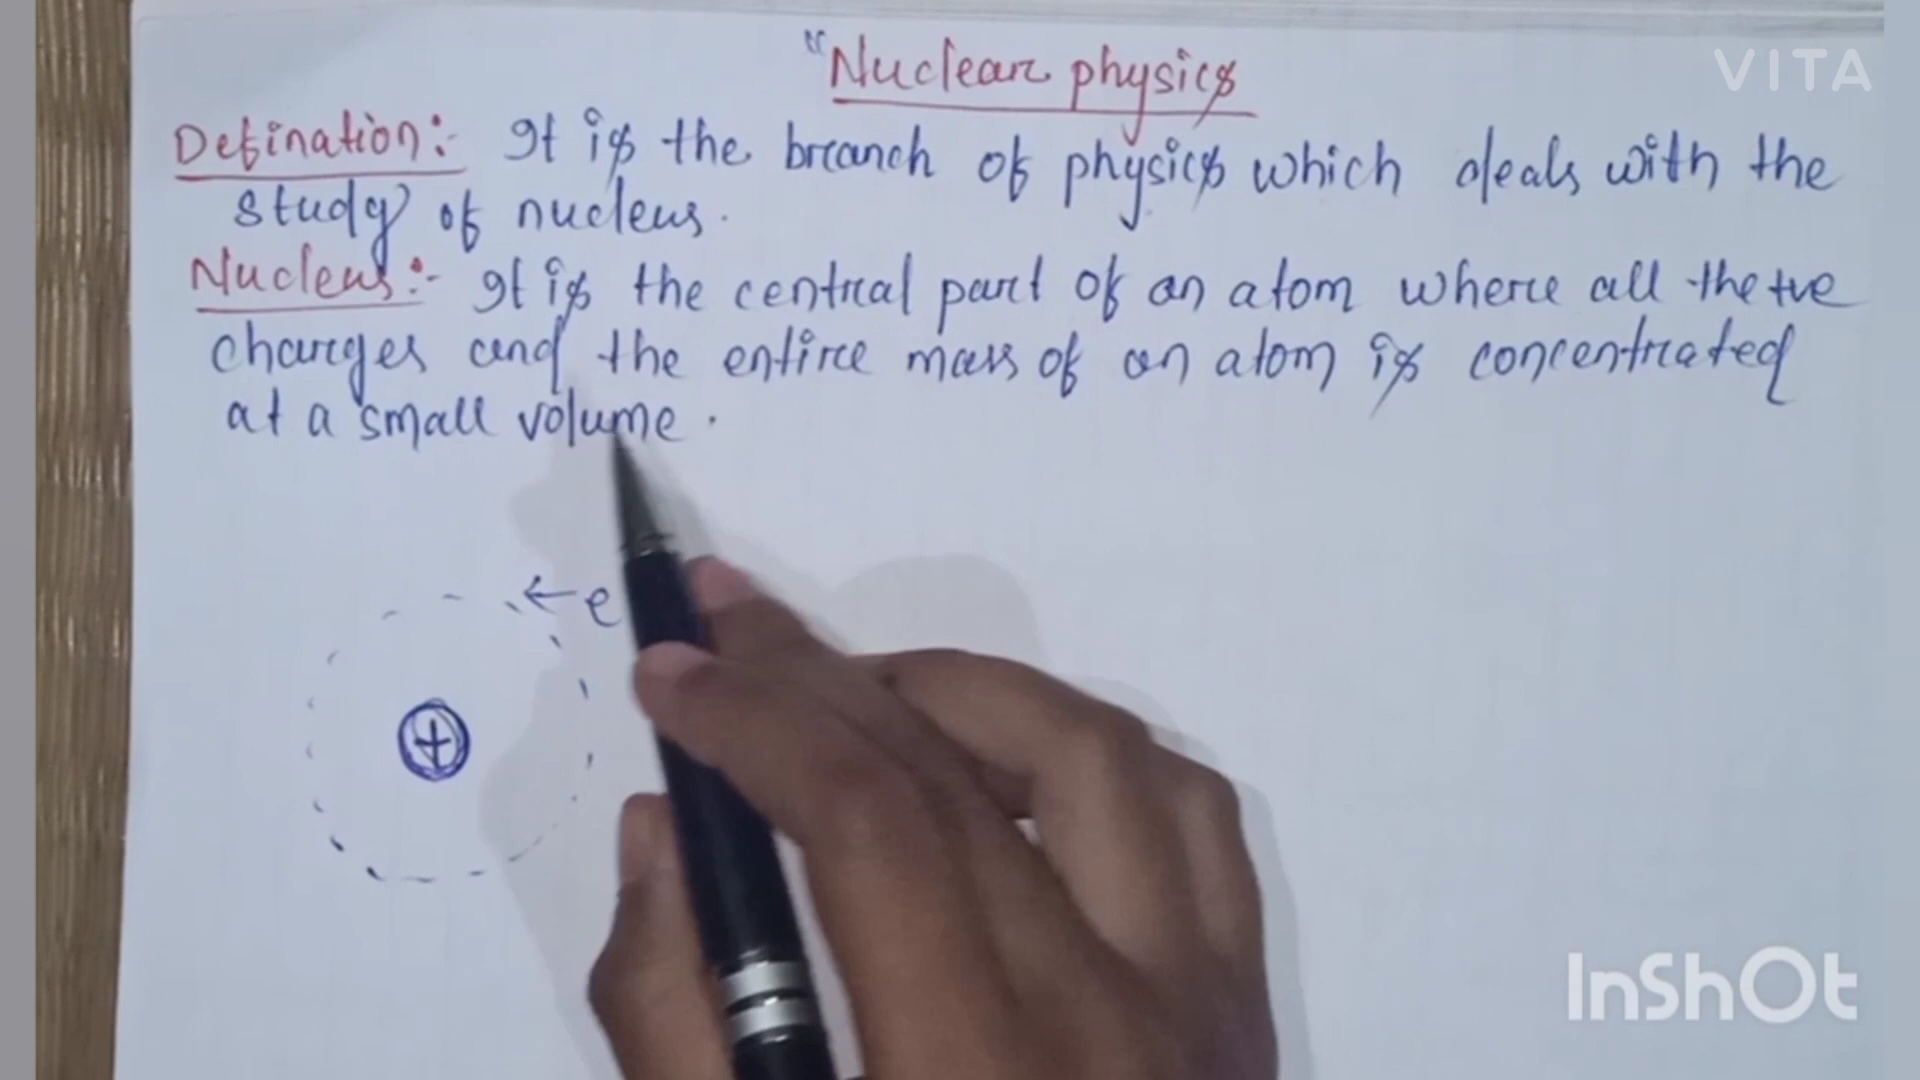 "Nuclear physics
VITA
Defination:- It is the branch of physics which deals with the
study of nucleus.
Nucleus:- It is the central part of an atom where all the +ve
charges and the entire mass of an atom is concentrated
at a small volume.
← e
+
InShOt